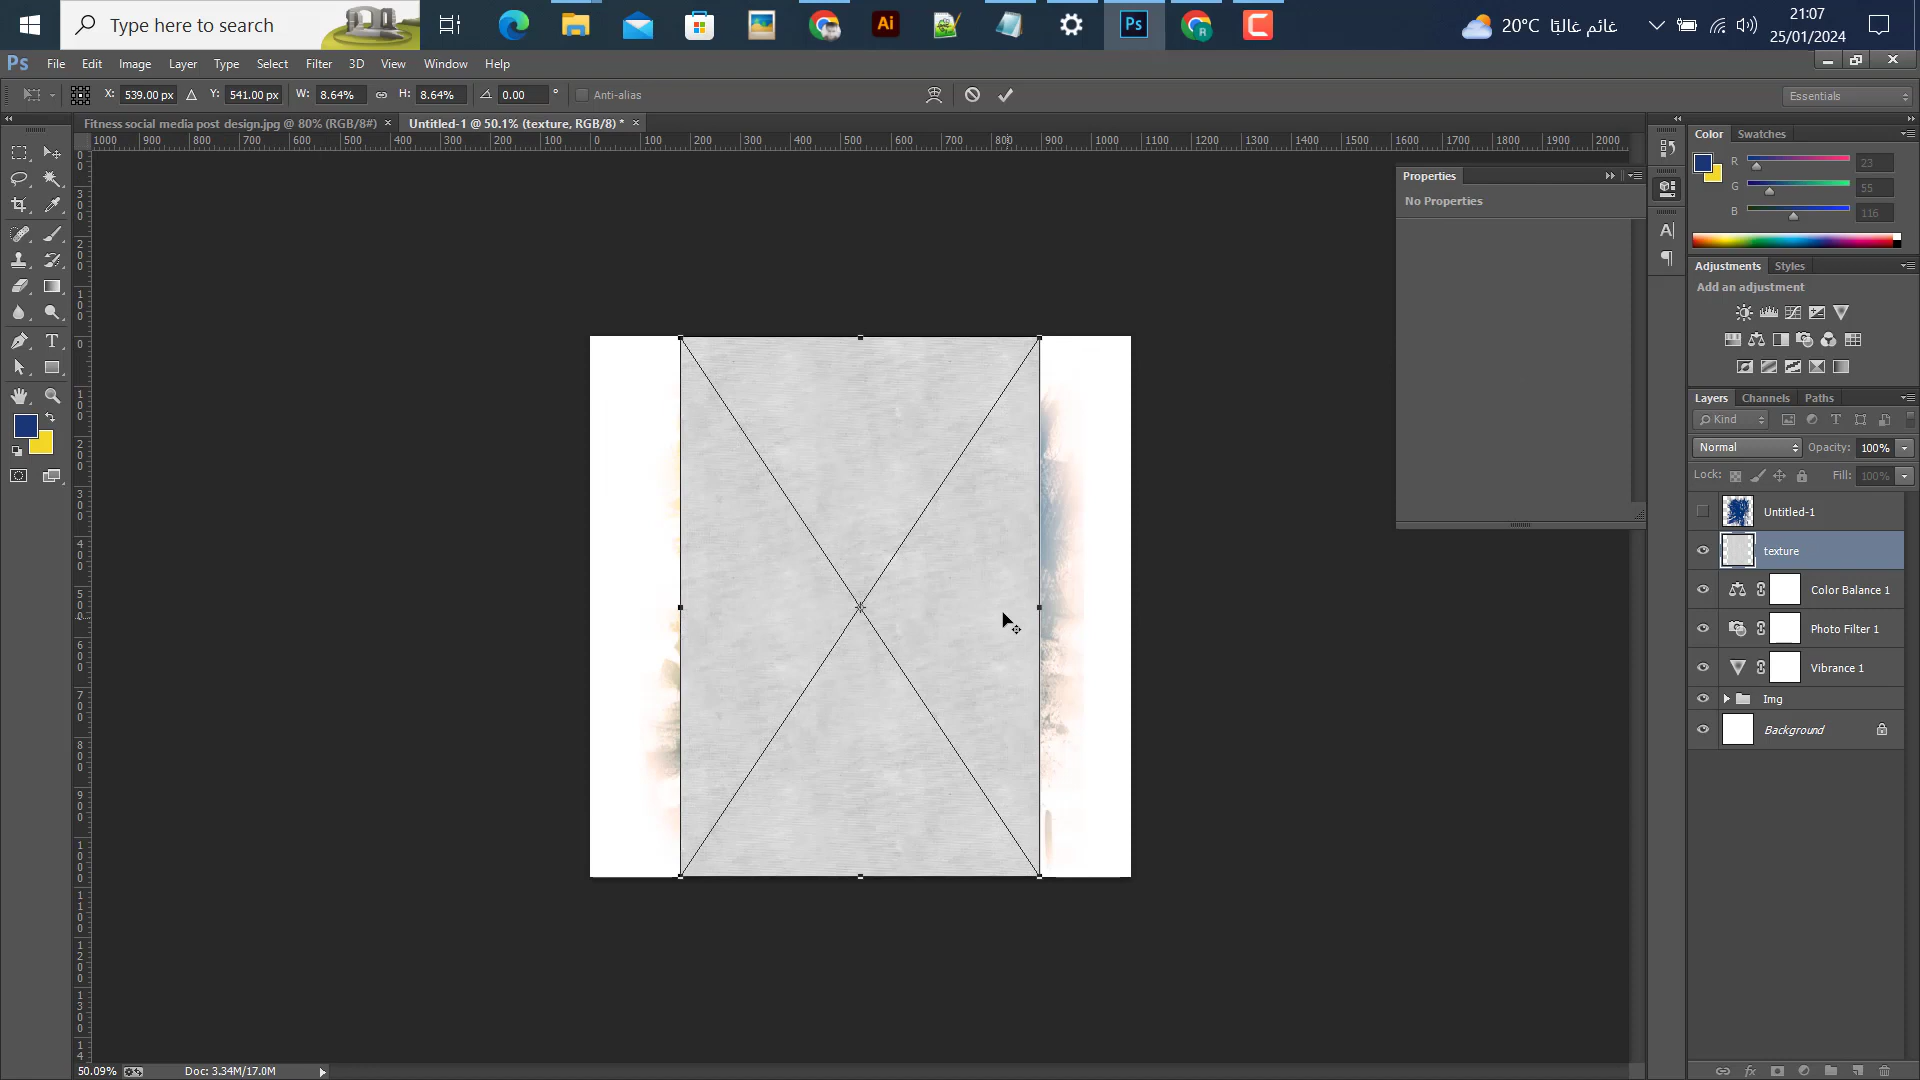 Type here to search
Ai
Ps
R
20°C غائم غالبًا
21:07
25/01/2024
Ps File Edit Image Layer Type Select Filter 3D View Window Help
X: 539.00 px Y: 541.00 px W: 8.64% H: 8.64% 0.00 ° Anti-alias
Essentials
Fitness social media post design.jpg @ 80% (RGB/8#) ×
Untitled-1 @ 50.1% (texture, RGB/8) * ×
1000 900 800 700 600 500 400 300 200 100 0 100 200 300 400 500 600 700 800 900 1000 1100 1200 1300 1400 1500 1600 1700 1800 1900 2000
Properties
No Properties
Color Swatches
R 23
G 55
B 116
Adjustments Styles
Add an adjustment
Layers Channels Paths
Kind
Normal Opacity: 100%
Lock: Fill: 100%
Untitled-1
texture
Color Balance 1
Photo Filter 1
Vibrance 1
Img
Background
50.09% Doc: 3.34M/17.0M